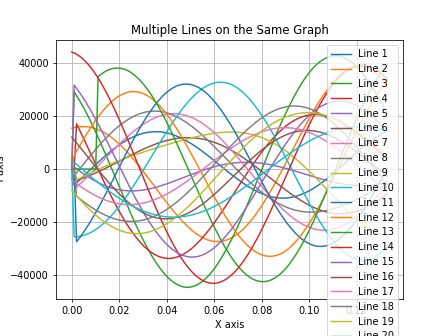 Multiple Lines on the Same Graph
40000
20000
0
−20000
−40000
0.00
0.02
0.04
0.06
0.08
0.10
X axis
Line 1
Line 2
Line 3
Line 4
Line 5
Line 6
Line 7
Line 8
Line 9
Line 10
Line 11
Line 12
Line 13
Line 14
Line 15
Line 16
Line 17
Line 18
Line 19
Line 20